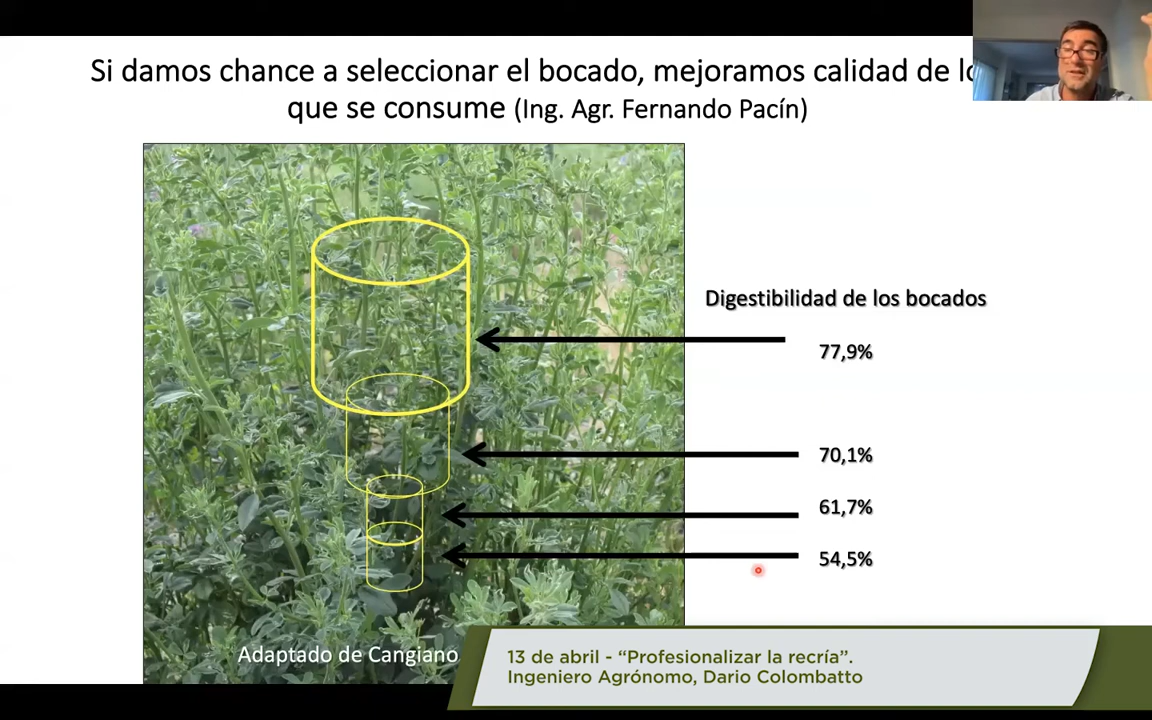 Si damos chance a seleccionar el bocado, mejoramos calidad de lo
que se consume (Ing. Agr. Fernando Pacín)
Digestibilidad de los bocados
77,9%
70,1%
61,7%
54,5%
Adaptado de Cangiano
13 de abril - “Profesionalizar la recría”.
Ingeniero Agrónomo, Dario Colombatto